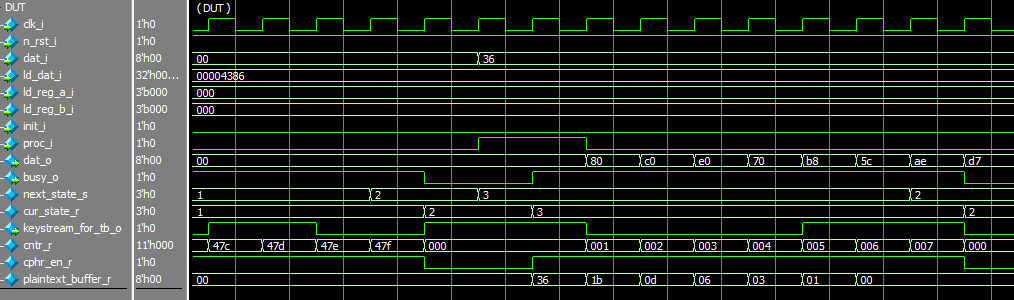 DUT (DUT)
clk_i 1'h0
n_rst_i 1'h0
dat_i 8'h00 00 36
ld_dat_i 32'h00... 00004386
ld_reg_a_i 3'b000 000
ld_reg_b_i 3'b000 000
init_i 1'h0
proc_i 1'h0
dat_o 8'h00 00 80 c0 e0 70 b8 5c ae d7
busy_o 1'h0
next_state_s 3'h0 1 2 3 2
cur_state_r 3'h0 1 2 3 2
keystream_for_tb_o 1'h0
cntr_r 11'h000 47c 47d 47e 47f 000 001 002 003 004 005 006 007 000
cphr_en_r 1'h0
plaintext_buffer_r 8'h00 00 36 1b 0d 06 03 01 00